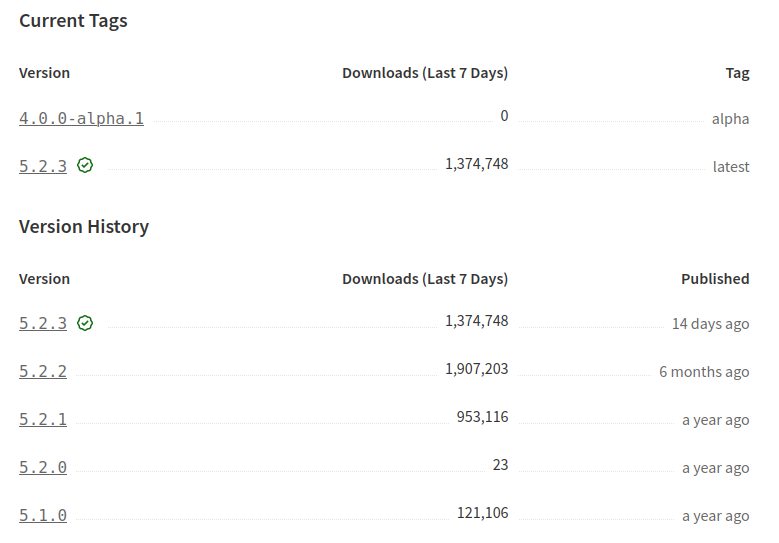 Current Tags
Version Downloads (Last 7 Days) Tag
4.0.0-alpha.1 0 alpha
5.2.3 1,374,748 latest
Version History
Version Downloads (Last 7 Days) Published
5.2.3 1,374,748 14 days ago
5.2.2 1,907,203 6 months ago
5.2.1 953,116 a year ago
5.2.0 23 a year ago
5.1.0 121,106 a year ago